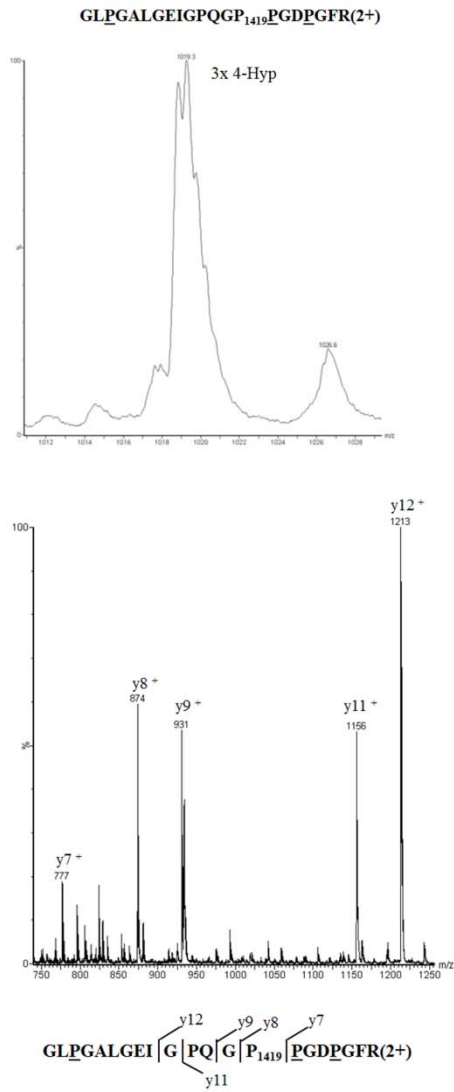 GLPGALGEIGPQGP1419PGDPGFR(2+)
3x 4-Hyp
1019.3
100
%
1026.6
0
1012 1014 1016 1018 1020 1022 1024 1026 1028 m/z
y12 +
1213
100
y8 +
874
y9 +
931
y11 +
1156
%
y7 +
777
0
750 800 850 900 950 1000 1050 1100 1150 1200 1250 m/z
y12 y9 y8 y7
GLPGALGEI G PQ G P1419 PGDPGFR(2+)
y11